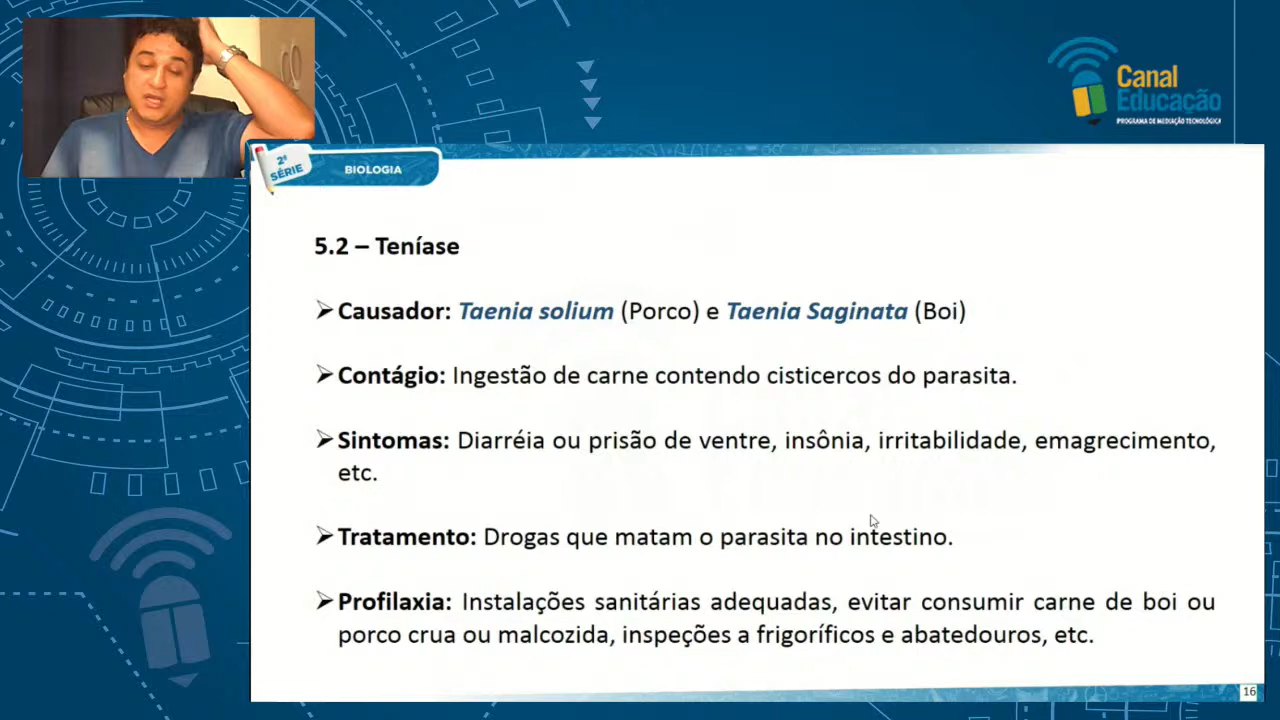 Canal
Educação
PROGRAMA DE MEDIAÇÃO TECNOLÓGICA
2ª
SÉRIE
BIOLOGIA
5.2 – Teníase
➢Causador: Taenia solium (Porco) e Taenia Saginata (Boi)
➢Contágio: Ingestão de carne contendo cisticercos do parasita.
➢Sintomas: Diarréia ou prisão de ventre, insônia, irritabilidade, emagrecimento,
etc.
➢Tratamento: Drogas que matam o parasita no intestino.
➢Profilaxia: Instalações sanitárias adequadas, evitar consumir carne de boi ou
porco crua ou malcozida, inspeções a frigoríficos e abatedouros, etc.
16